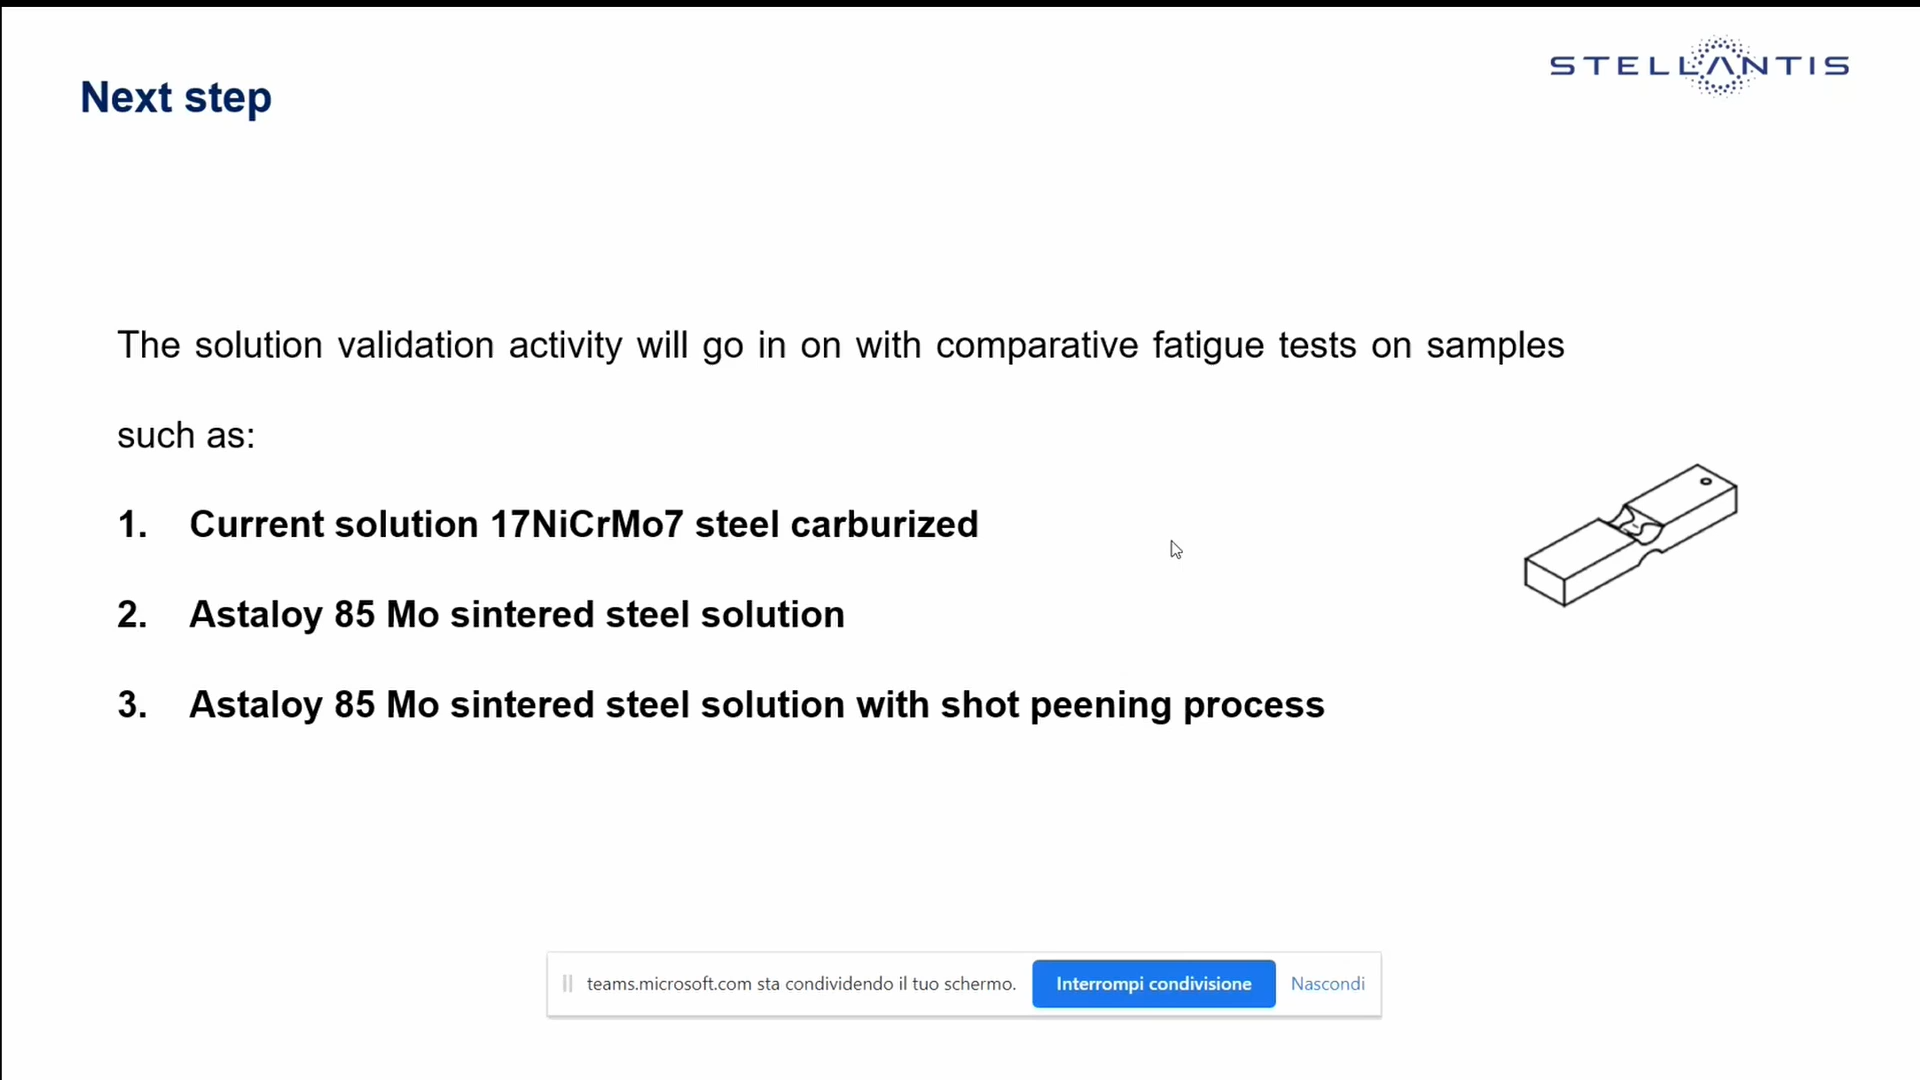 STELLANTIS
Next step
The solution validation activity will go in on with comparative fatigue tests on samples
such as:
1. Current solution 17NiCrMo7 steel carburized
2. Astaloy 85 Mo sintered steel solution
3. Astaloy 85 Mo sintered steel solution with shot peening process
teams.microsoft.com sta condividendo il tuo schermo. Interrompi condivisione Nascondi